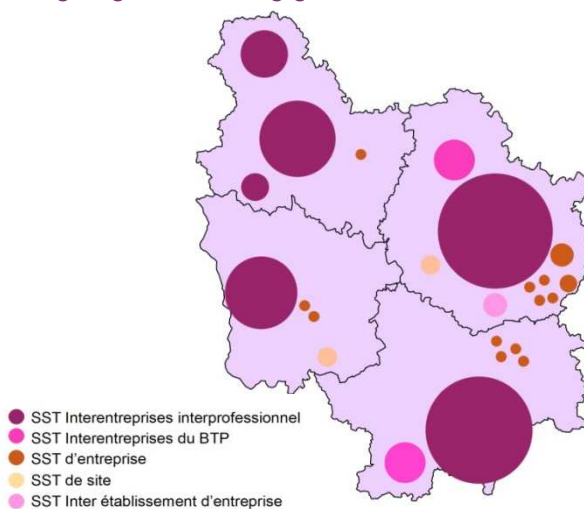 SST Interentreprises interprofessionnel
SST Interentreprises du BTP
SST d'entreprise
SST de site
SST Inter établissement d'entreprise